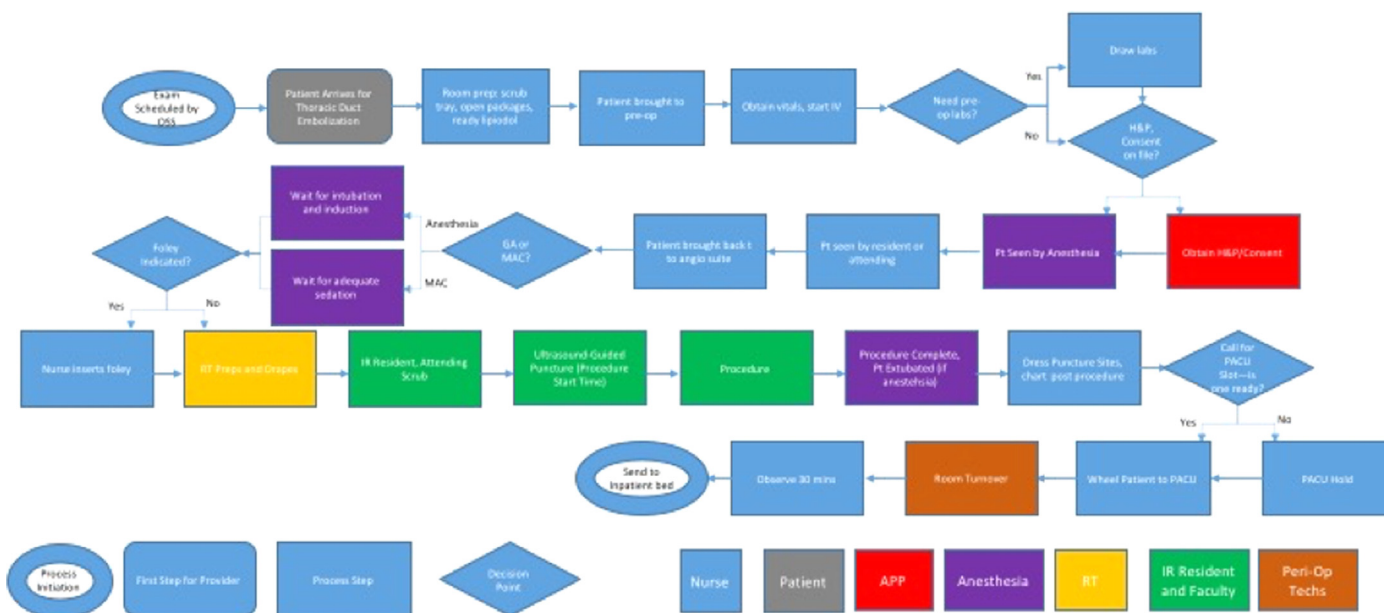 Exam
Scheduled by
OSS
Patient Arrives for
Thoracic Duct
Embolization
Room prep: scrub
tray, open packages,
ready lipiodol
Patient brought to
pre-op
Obtain vitals, start IV
Need pre-
op labs?
Yes
No
Draw labs
H&P,
Consent
on file?
Obtain H&P/Consent
Pt Seen by Anesthesia
Pt seen by resident or
attending
Patient brought back t
to angio suite
GA or
MAC?
Anesthesia
MAC
Wait for intubation
and induction
Wait for adequate
sedation
Foley
Indicated?
Yes
No
Nurse inserts foley
RT Preps and Drapes
IR Resident, Attending
Scrub
Ultrasound-Guided
Puncture (Procedure
Start Time)
Procedure
Procedure Complete,
Pt Extubated (if
anestehsia)
Dress Puncture Sites,
chart post procedure
Call for
PACU
Slot—is
one ready?
Yes
No
PACU Hold
Wheel Patient to PACU
Room Turnover
Observe 30 mins
Send to
Inpatient bed
Process
Initiation
First Step for Provider
Process Step
Decision
Point
Nurse
Patient
APP
Anesthesia
RT
IR Resident
and Faculty
Peri-Op
Techs